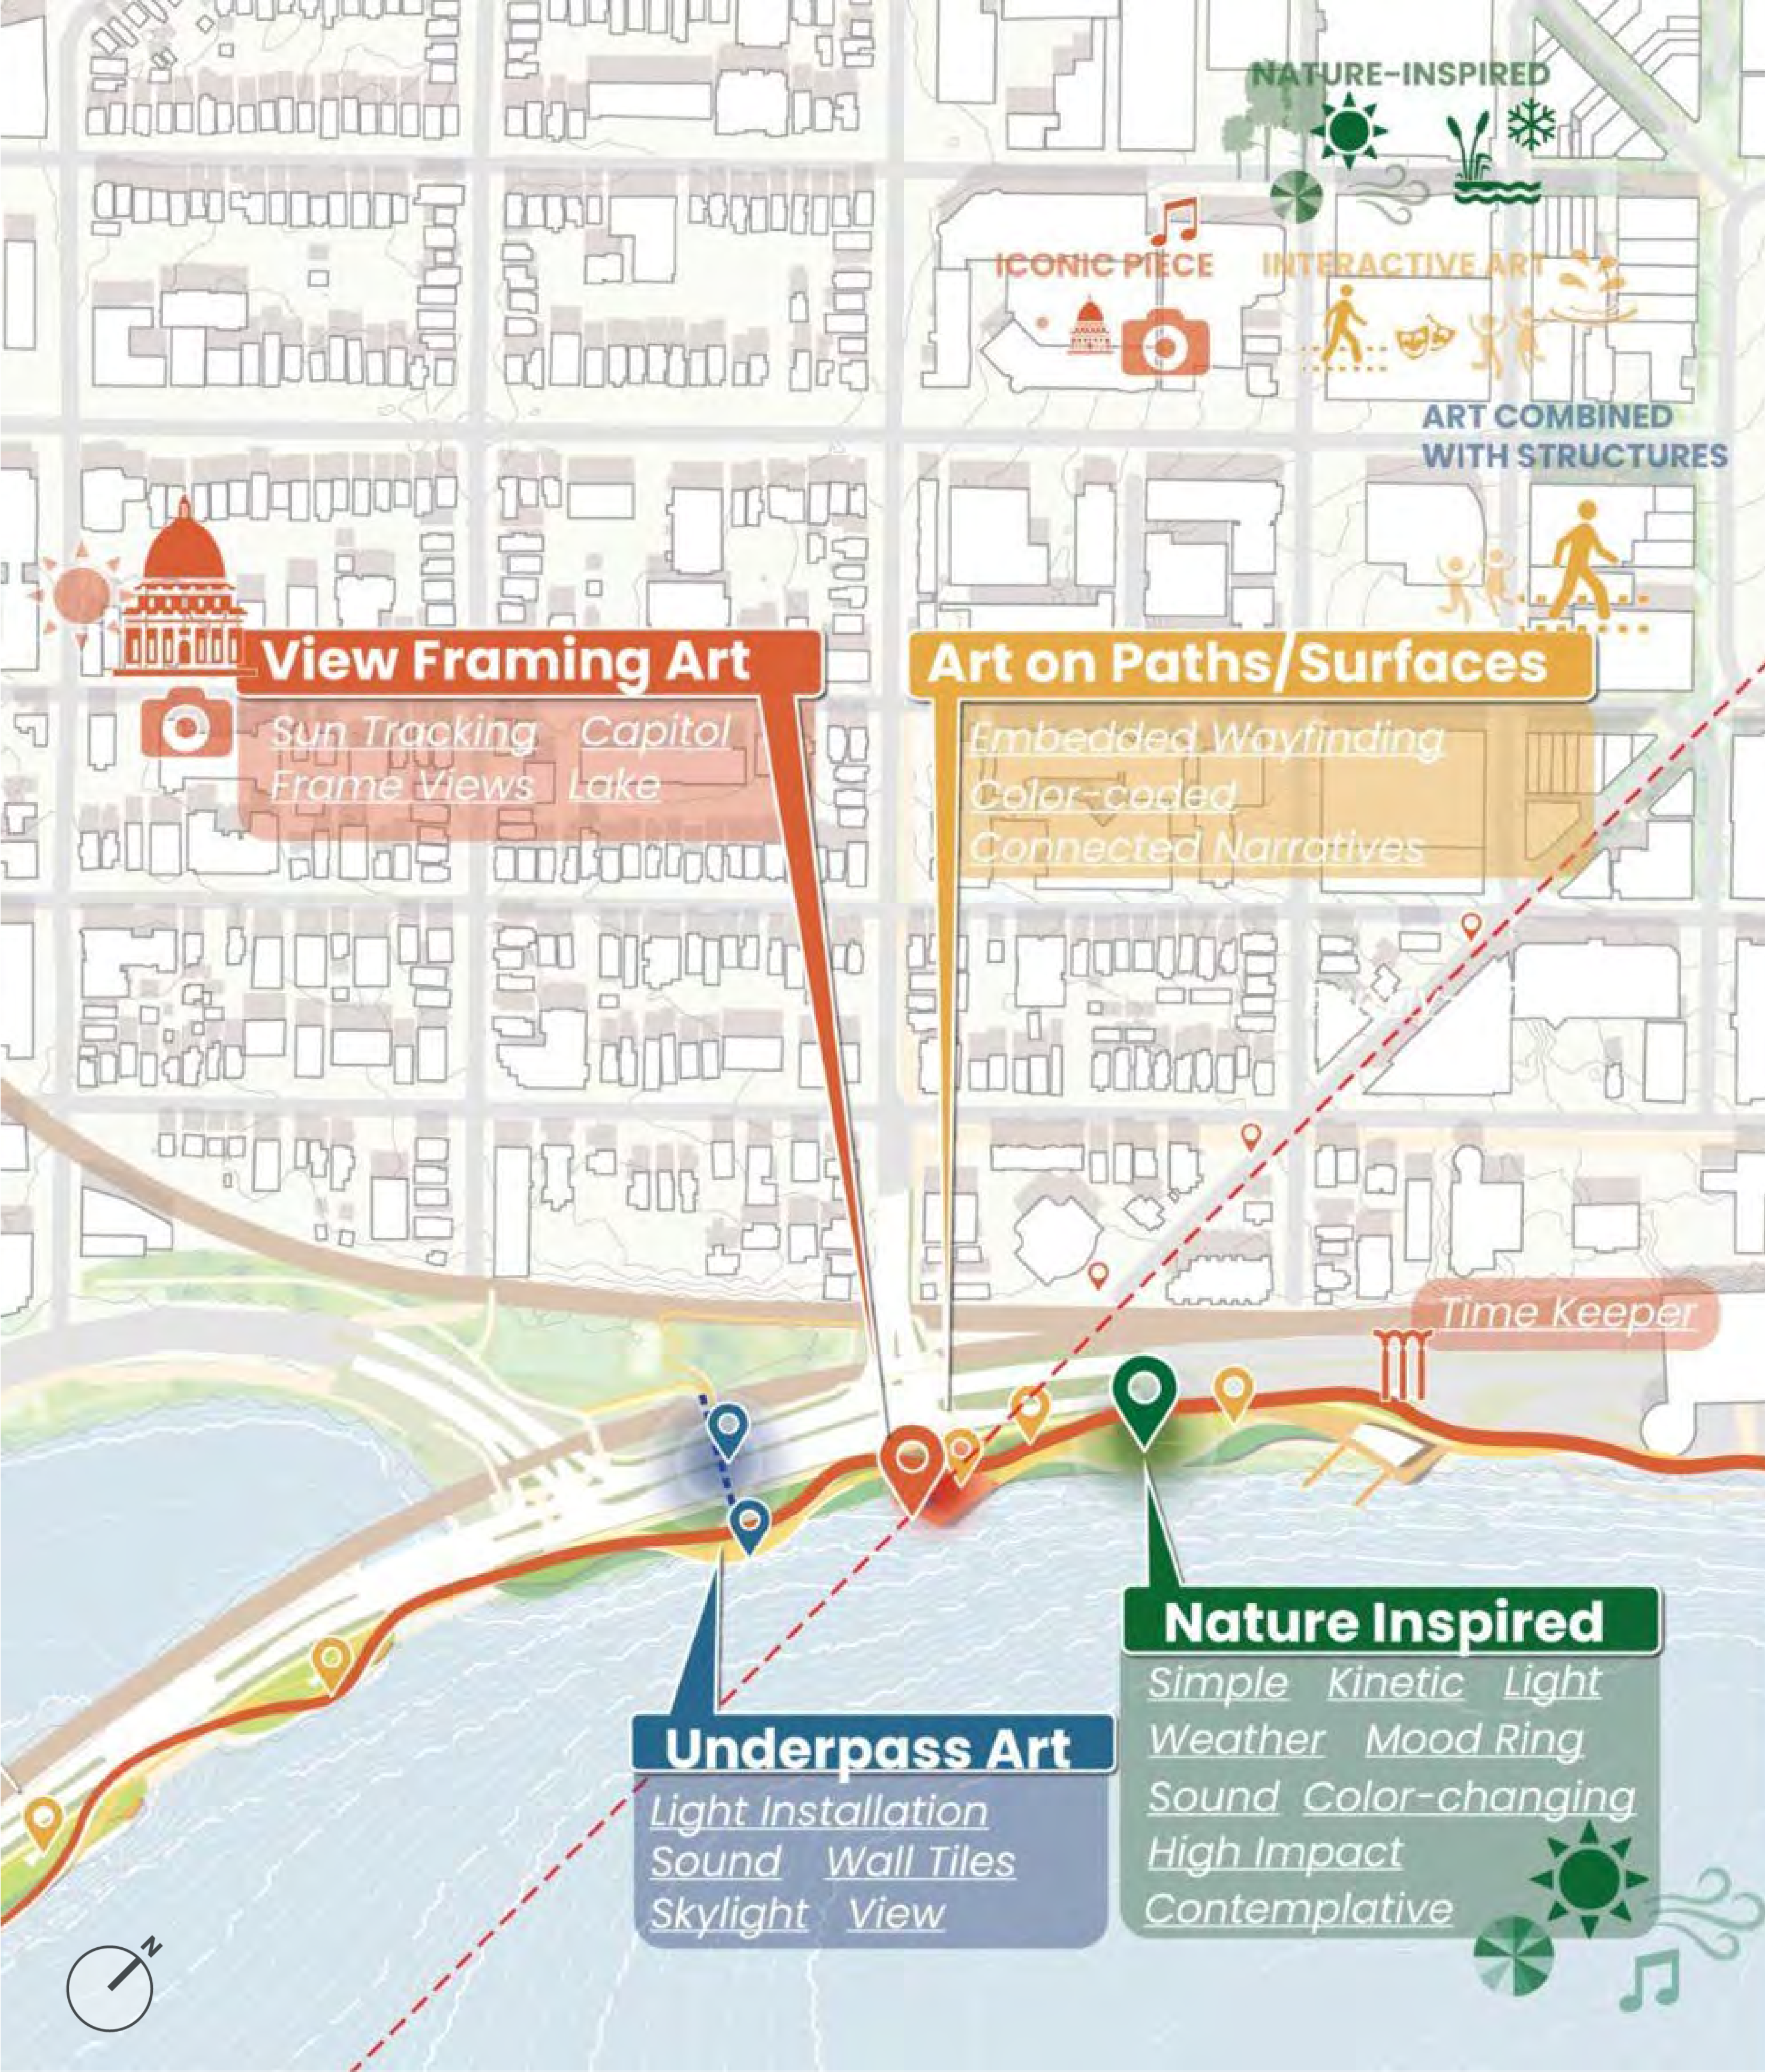 NATURE-INSPIRED
ICONIC PIECE
INTERACTIVE ART
ART COMBINED
WITH STRUCTURES
View Framing Art
Sun Tracking Capitol
Frame Views Lake
Art on Paths/Surfaces
Embedded Wayfinding
Color-coded
Connected Narratives
Time Keeper
Nature Inspired
Simple Kinetic Light
Weather Mood Ring
Sound Color-changing
High Impact
Contemplative
Underpass Art
Light Installation
Sound Wall Tiles
Skylight View
N